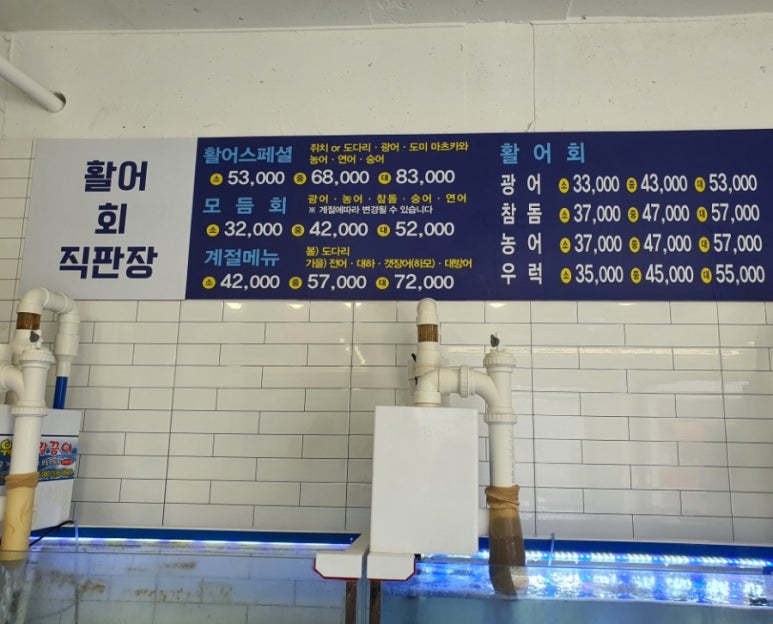 활어
회
직판장
활어스페셜 쥐치 or 도다리 · 광어 · 도미 마츠카와
농어 · 연어 · 숭어
소 53,000 중 68,000 대 83,000
모 듬 회 광어 · 농어 · 참돔 · 숭어 · 연어
※ 계절에따라 변경될 수 있습니다
소 32,000 중 42,000 대 52,000
계절메뉴 봄) 도다리
가을) 전어 · 대하 · 갯장어(하모) · 대방어
소 42,000 중 57,000 대 72,000
활 어 회
광 어 소 33,000 중 43,000 대 53,000
참 돔 소 37,000 중 47,000 대 57,000
농 어 소 37,000 중 47,000 대 57,000
우 럭 소 35,000 중 45,000 대 55,000